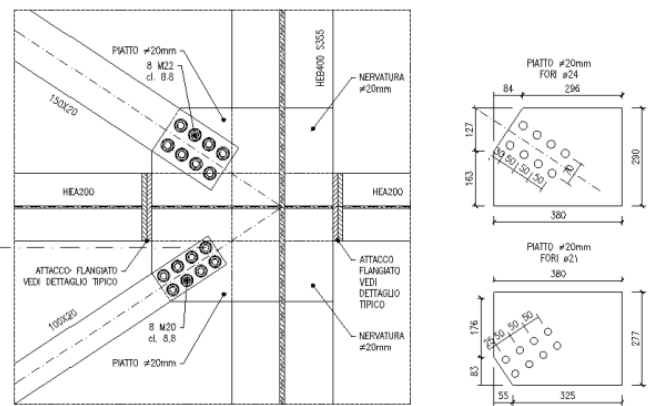 PIATTO ≠20mm
8 M22
cl. 8.8
HEB400 S355
NERVATURA
≠20mm
150X20
HEA200
HEA200
ATTACCO FLANGIATO
VEDI DETTAGLIO TIPICO
ATTACCO
FLANGIATO
VEDI
DETTAGLIO
TIPICO
100X20
8 M20
cl. 8.8
PIATTO ≠20mm
NERVATURA
≠20mm
PIATTO ≠20mm
FORI ø24
84
296
127
163
290
30
50
50
50
380
PIATTO ≠20mm
FORI ø21
380
176
83
277
25
50
50
50
55
325